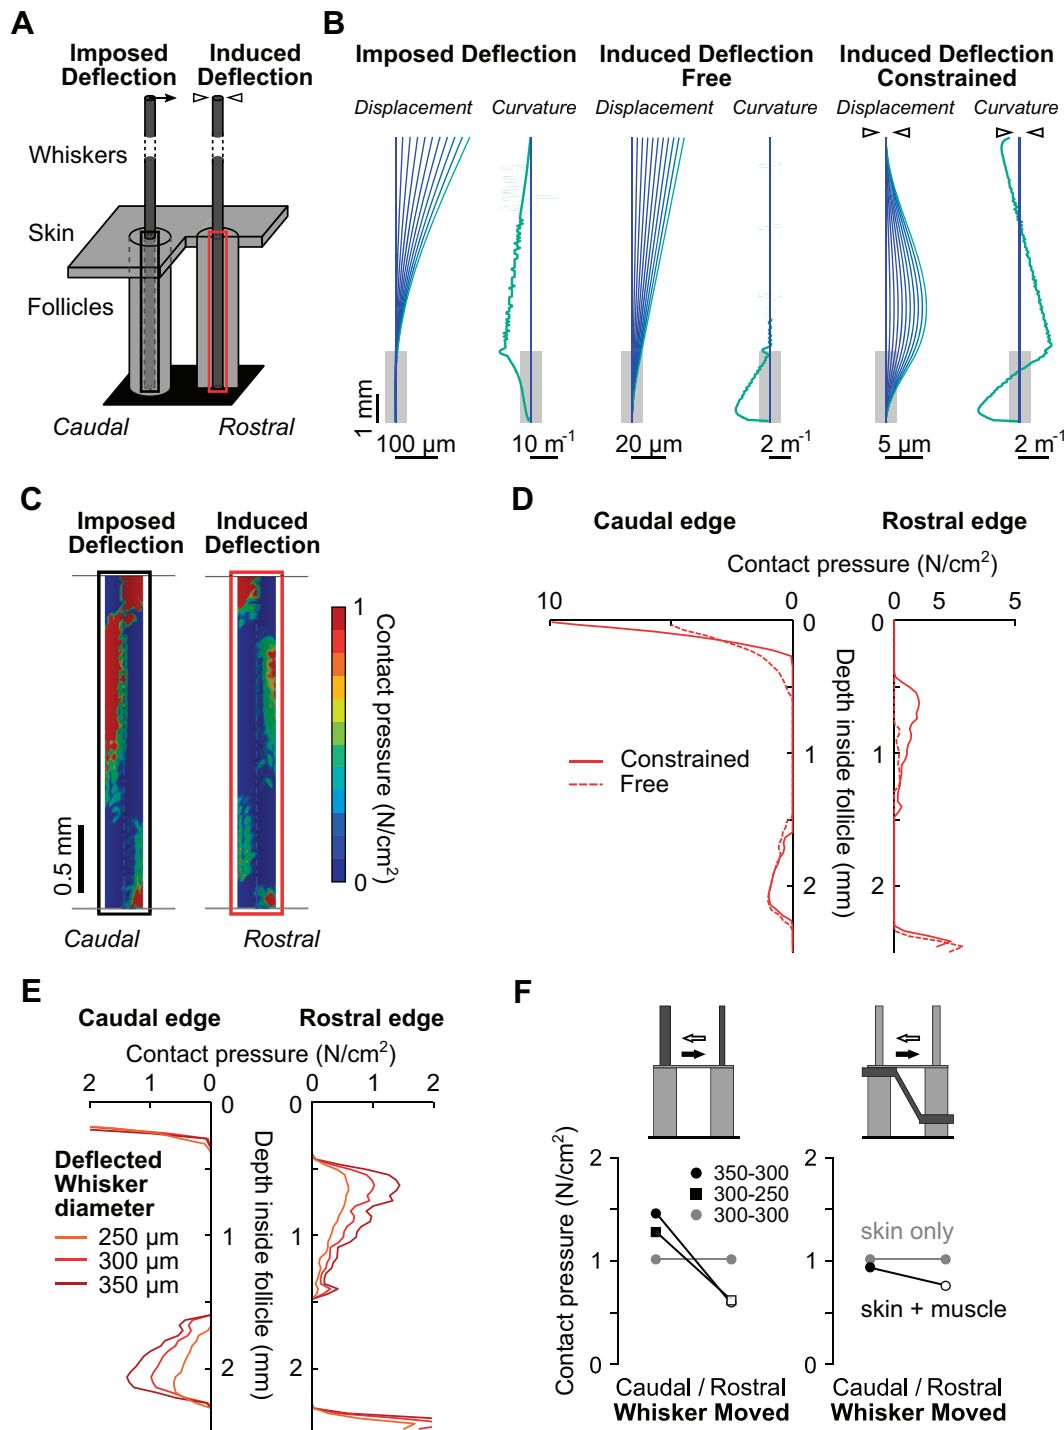 A
Imposed Deflection
Induced Deflection
Whiskers
Skin
Follicles
Caudal
Rostral
B
Imposed Deflection
Induced Deflection
Free
Induced Deflection
Constrained
Displacement
Curvature
Displacement
Curvature
Displacement
Curvature
1 mm
100 µm
10 m-1
20 µm
2 m-1
5 µm
2 m-1
C
Imposed Deflection
Induced Deflection
1
0
Contact pressure (N/cm2)
0.5 mm
Caudal
Rostral
D
Caudal edge
Rostral edge
Contact pressure (N/cm2)
10
0
0
5
5
0
1
2
Depth inside follicle (mm)
Constrained
Free
E
Caudal edge
Rostral edge
Contact pressure (N/cm2)
2
1
0
0
1
2
0
1
2
0
1
2
Depth inside follicle (mm)
Deflected
Whisker
diameter
250 µm
300 µm
350 µm
F
Contact pressure (N/cm2)
2
1
0
350-300
300-250
300-300
Caudal / Rostral
Whisker Moved
2
1
0
skin only
skin + muscle
Caudal / Rostral
Whisker Moved